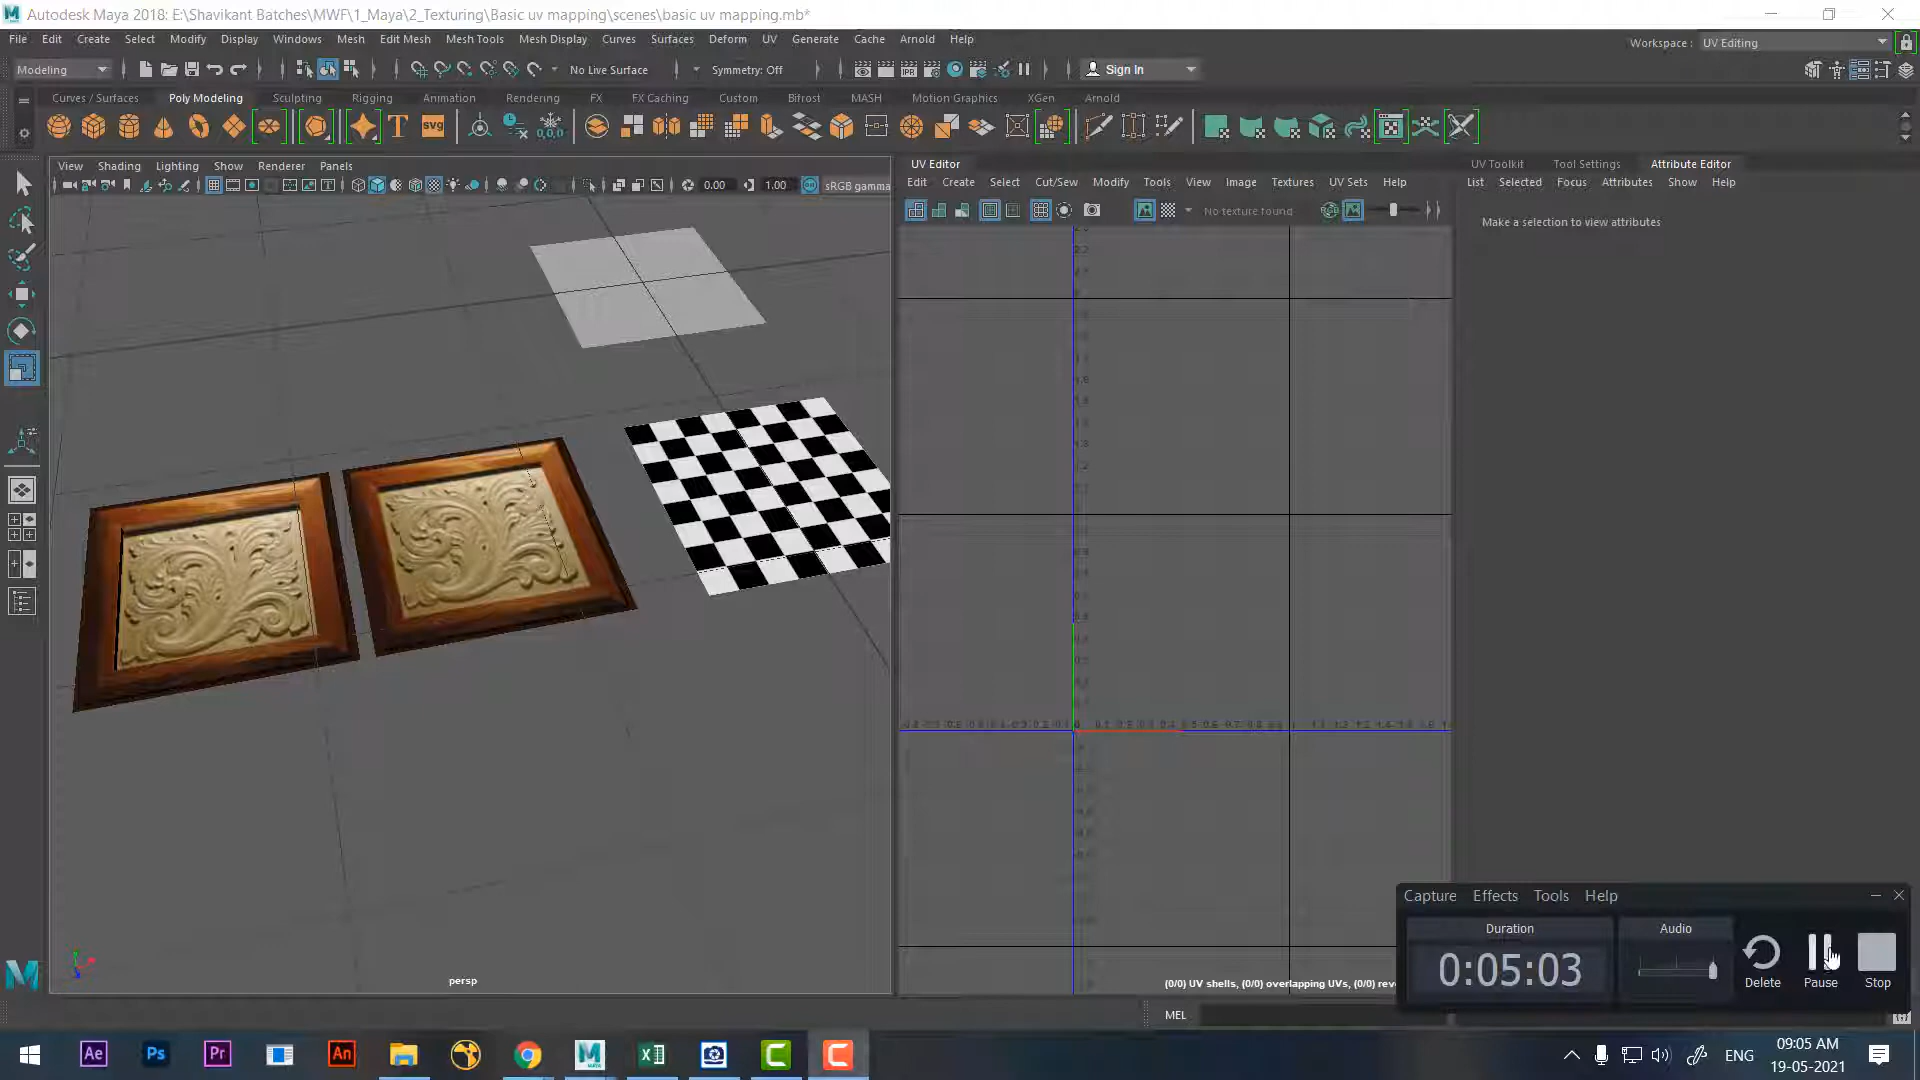 Autodesk Maya 2018: E:\Shavikant Batches\MWF\1_Maya\2_Texturing\Basic uv mapping\scenes\basic uv mapping.mb*
File Edit Create Select Modify Display Windows Mesh Edit Mesh Mesh Tools Mesh Display Curves Surfaces Deform UV Generate Cache Arnold Help
Workspace : UV Editing
Modeling No Live Surface Symmetry: Off Sign In
Curves / Surfaces Poly Modeling Sculpting Rigging Animation Rendering FX FX Caching Custom Bifrost MASH Motion Graphics XGen Arnold
View Shading Lighting Show Renderer Panels
0.00 1.00 sRGB gamma
UV Editor
Edit Create Select Cut/Sew Modify Tools View Image Textures UV Sets Help
No texture found
UV Toolkit Tool Settings Attribute Editor
List Selected Focus Attributes Show Help
Make a selection to view attributes
persp
(0/0) UV shells, (0/0) overlapping UVs, (0/0) rev
MEL
Capture Effects Tools Help
Duration Audio
0:05:03
Delete Pause Stop
Ae Ps Pr An
ENG
09:05 AM
19-05-2021